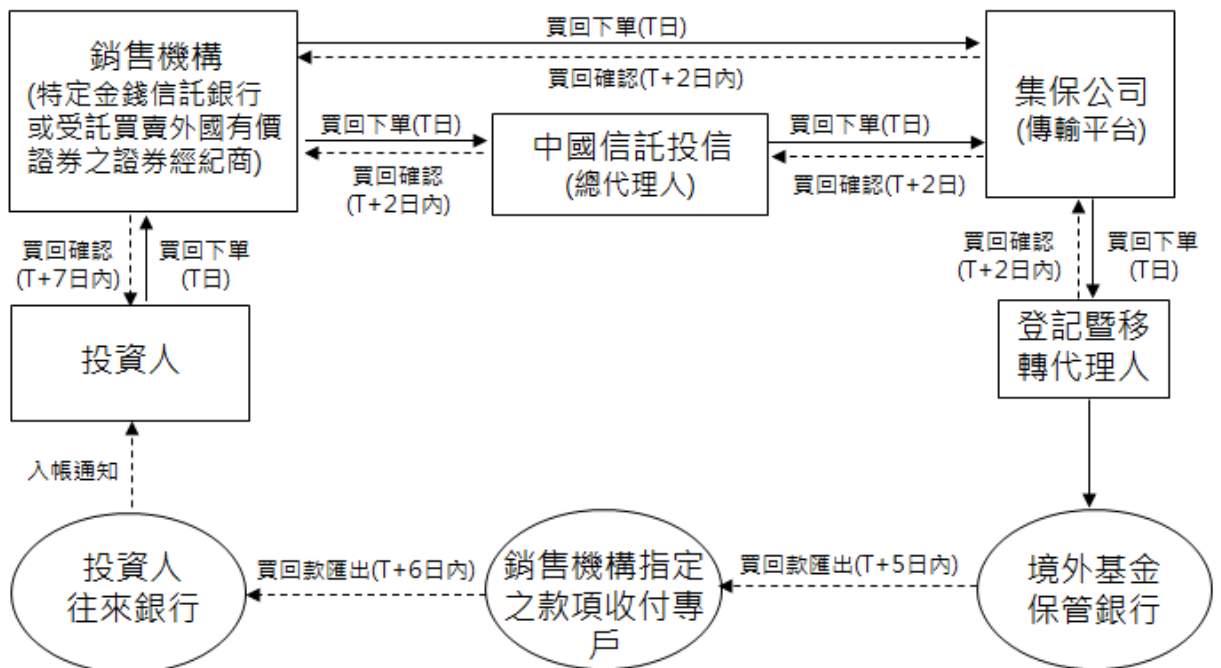 買回下單(T日)
買回確認(T+2日內)
銷售機構
(特定金錢信託銀行
或受託買賣外國有價
證券之證券經紀商)
買回下單(T日)
買回確認
(T+2日內)
中國信託投信
(總代理人)
買回下單(T日)
買回確認(T+2日)
集保公司
(傳輸平台)
買回確認
(T+7日內)
買回下單
(T日)
買回確認
(T+2日內)
買回下單
(T日)
投資人
登記暨移
轉代理人
入帳通知
投資人
往來銀行
買回款匯出(T+6日內)
銷售機構指定
之款項收付專
戶
買回款匯出(T+5日內)
境外基金
保管銀行